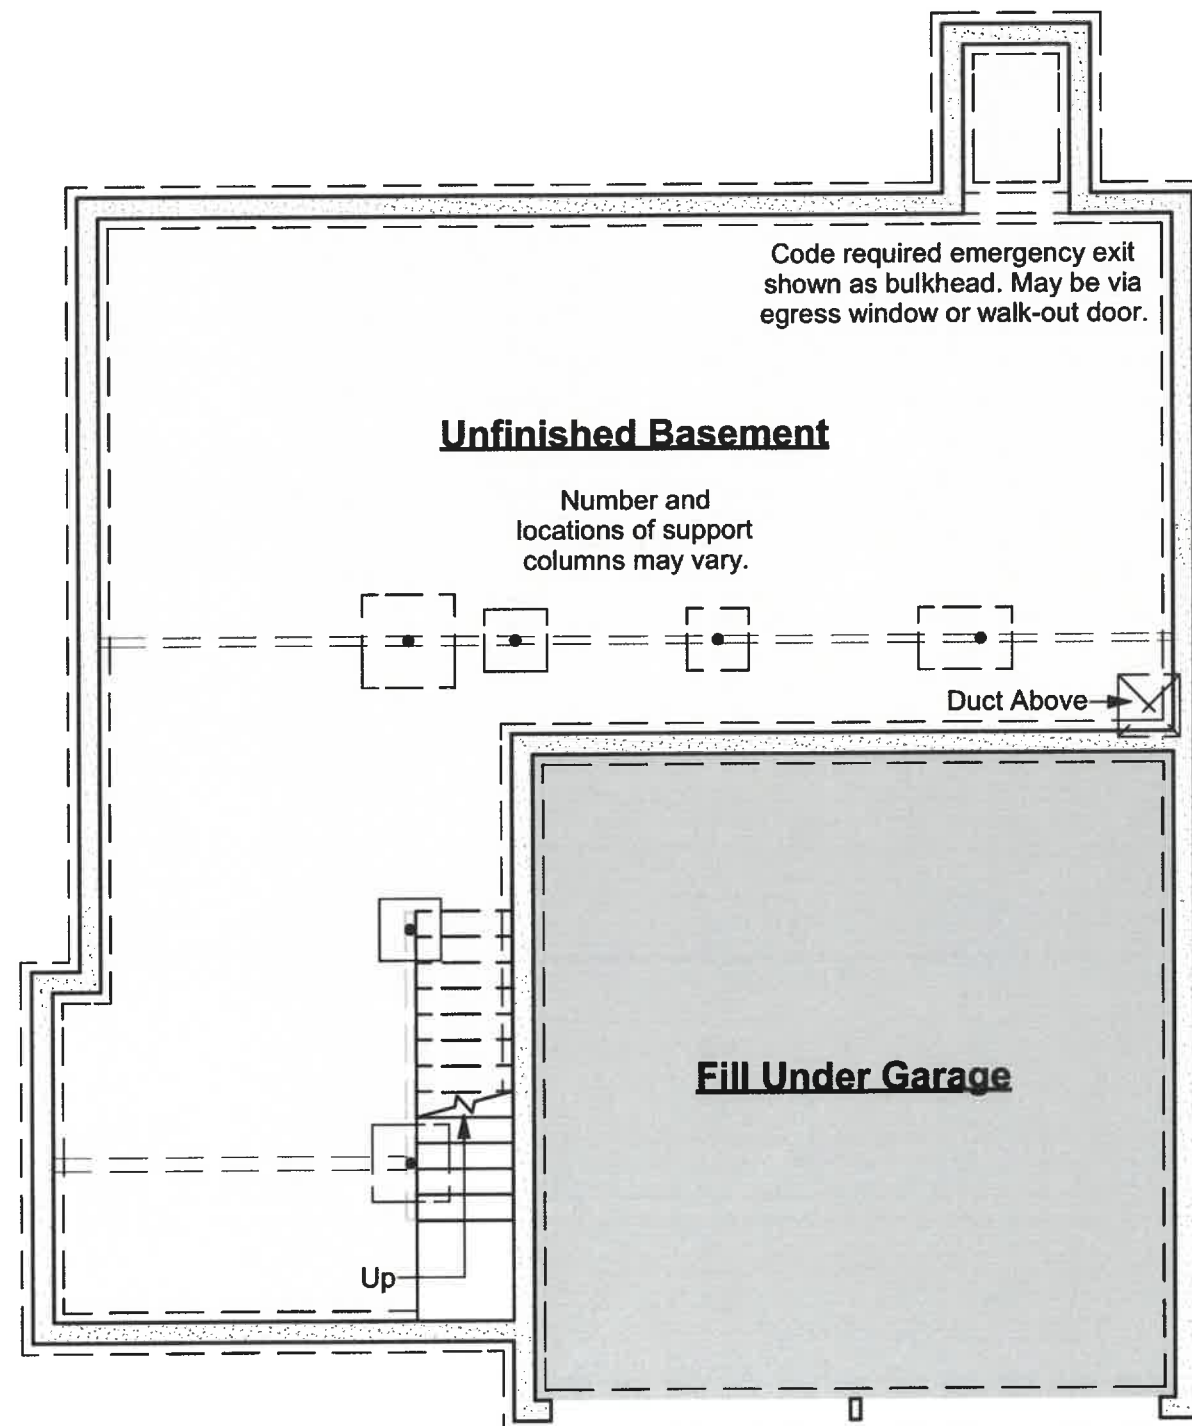 Code required emergency exit
shown as bulkhead. May be via
egress window or walk-out door.
Unfinished Basement
Number and
locations of support
columns may vary.
Duct Above
Fill Under Garage
Up